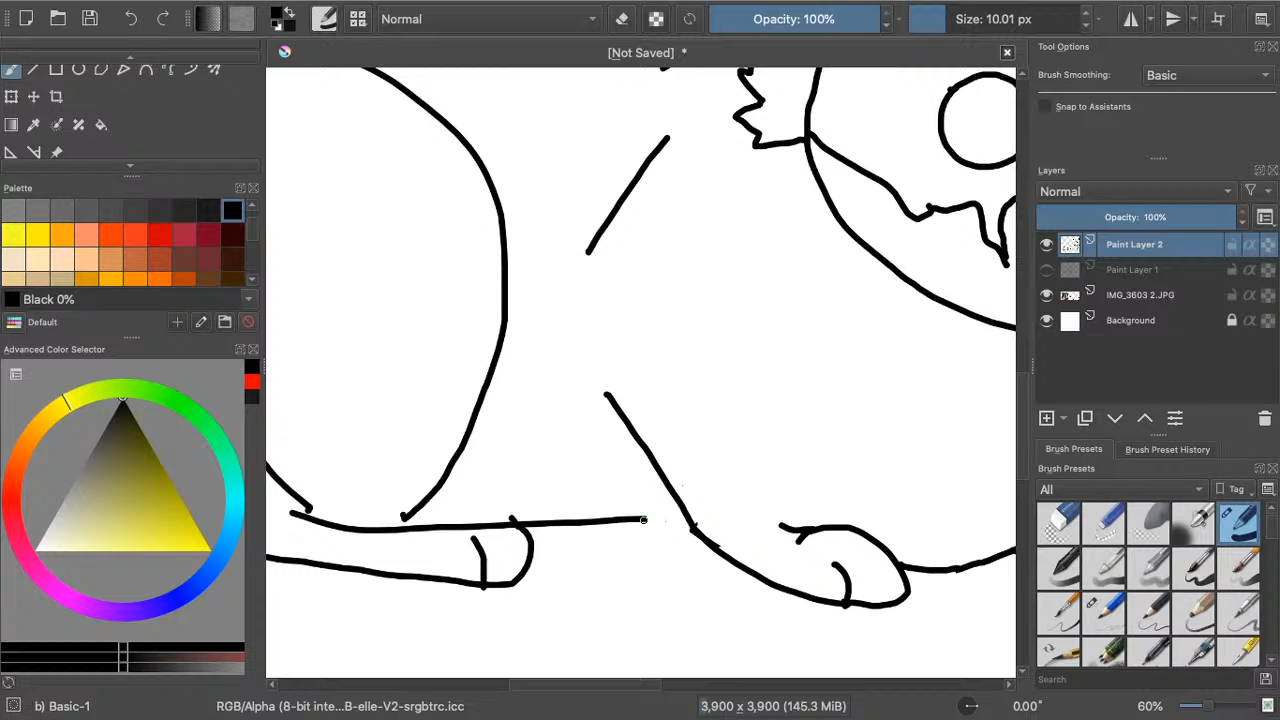 Normal
Opacity: 100%
Size: 10.01 px
[Not Saved] *
Tool Options
Brush Smoothing:
Basic
Snap to Assistants
Palette
Layers
Normal
Opacity: 100%
Paint Layer 2
Paint Layer 1
IMG_3603 2.JPG
Background
Black 0%
Default
Advanced Color Selector
Brush Presets
Brush Preset History
Brush Presets
All
Tag
Search
b) Basic-1
RGB/Alpha (8-bit inte...B-elle-V2-srgbtrc.icc
3,900 x 3,900 (145.3 MiB)
0.00°
60%